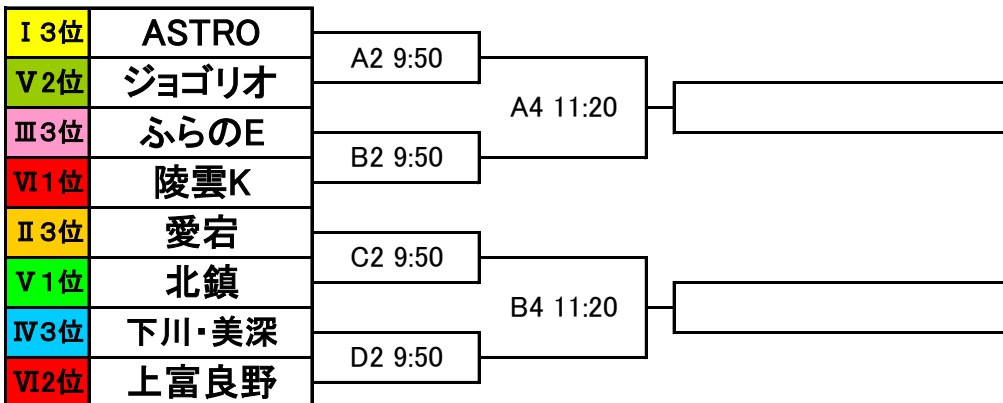 Ⅰ3位 ASTRO
A2 9:50
Ⅴ2位 ジョゴリオ
A4 11:20
Ⅲ3位 ふらのE
B2 9:50
Ⅵ1位 陵雲K
Ⅱ3位 愛宕
C2 9:50
Ⅴ1位 北鎮
B4 11:20
Ⅳ3位 下川・美深
D2 9:50
Ⅵ2位 上富良野